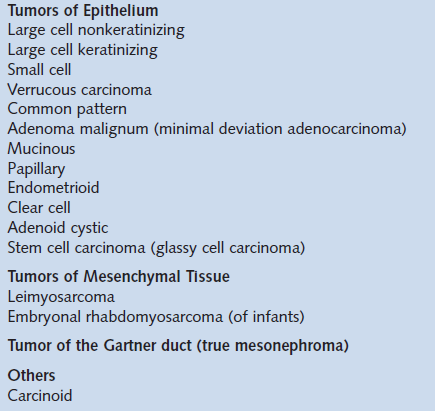 Tumors of Epithelium
Large cell nonkeratinizing
Large cell keratinizing
Small cell
Verrucous carcinoma
Common pattern
Adenoma malignum (minimal deviation adenocarcinoma)
Mucinous
Papillary
Endometrioid
Clear cell
Adenoid cystic
Stem cell carcinoma (glassy cell carcinoma)
Tumors of Mesenchymal Tissue
Leimyosarcoma
Embryonal rhabdomyosarcoma (of infants)
Tumor of the Gartner duct (true mesonephroma)
Others
Carcinoid